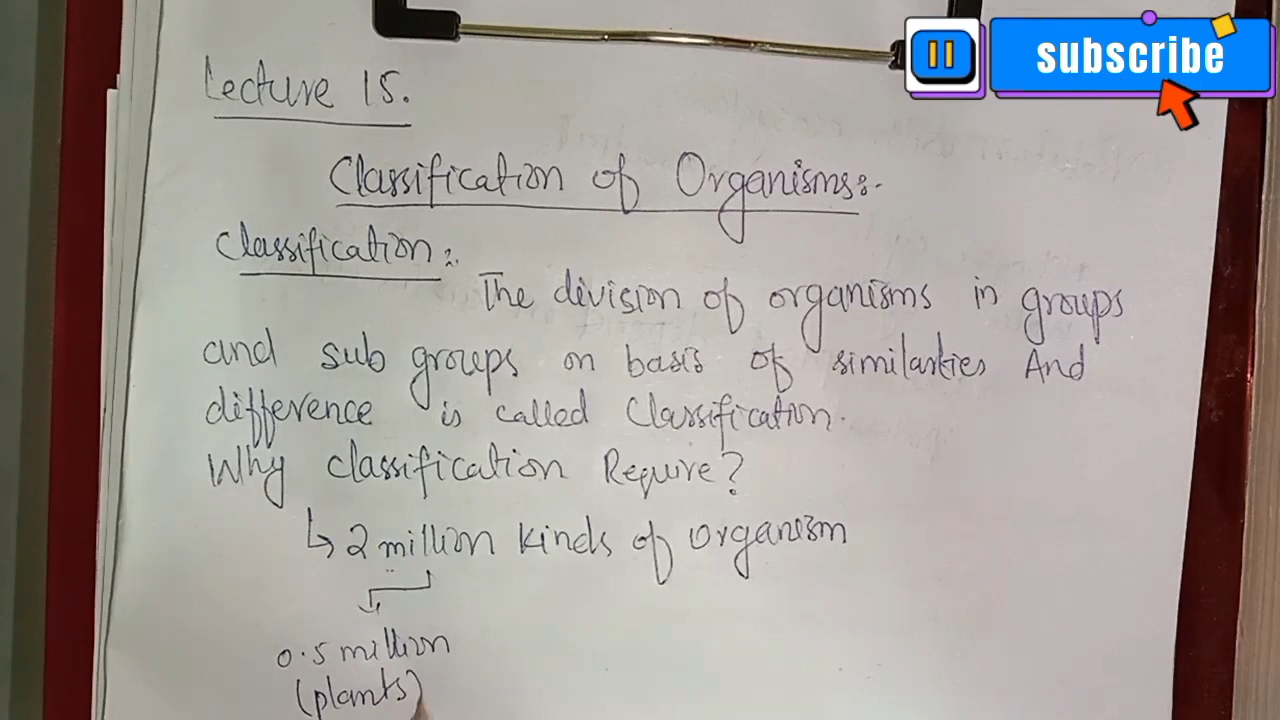 subscribe
Lecture 15.
Classification of Organisms:-
Classification:-
The division of organisms in groups
and sub groups on basis of similarties And
difference is called Classification.
Why classification Require?
↳ 2 million kinds of organism
0.5 million
(plants)